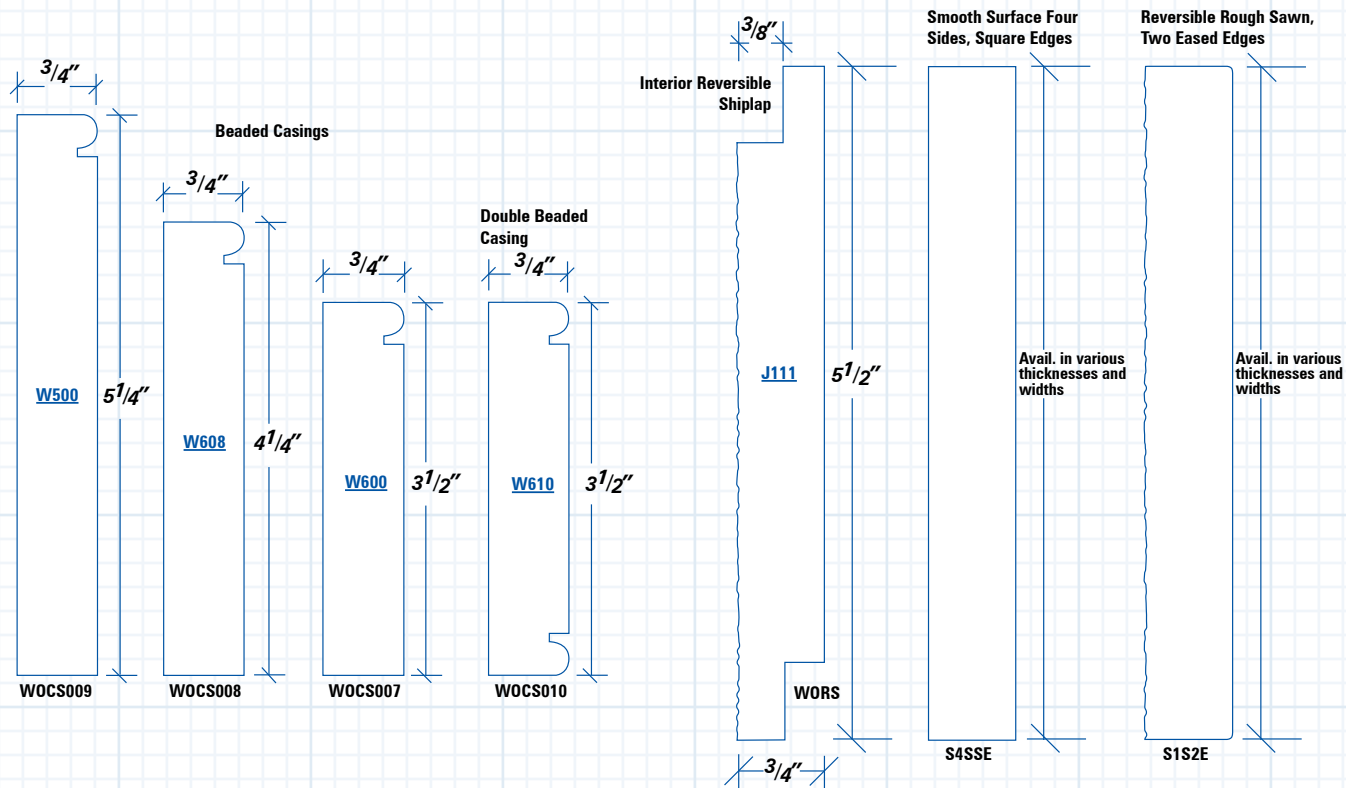 3/4″
Beaded Casings
W500
5 1/4″
WOCS009
3/4″
W608
4 1/4″
WOCS008
3/4″
W600
3 1/2″
WOCS007
Double Beaded
Casing
3/4″
W610
3 1/2″
WOCS010
3/8″
Interior Reversible
Shiplap
J111
5 1/2″
WORS
3/4″
Smooth Surface Four
Sides, Square Edges
Avail. in various
thicknesses and
widths
S4SSE
Reversible Rough Sawn,
Two Eased Edges
Avail. in various
thicknesses and
widths
S1S2E